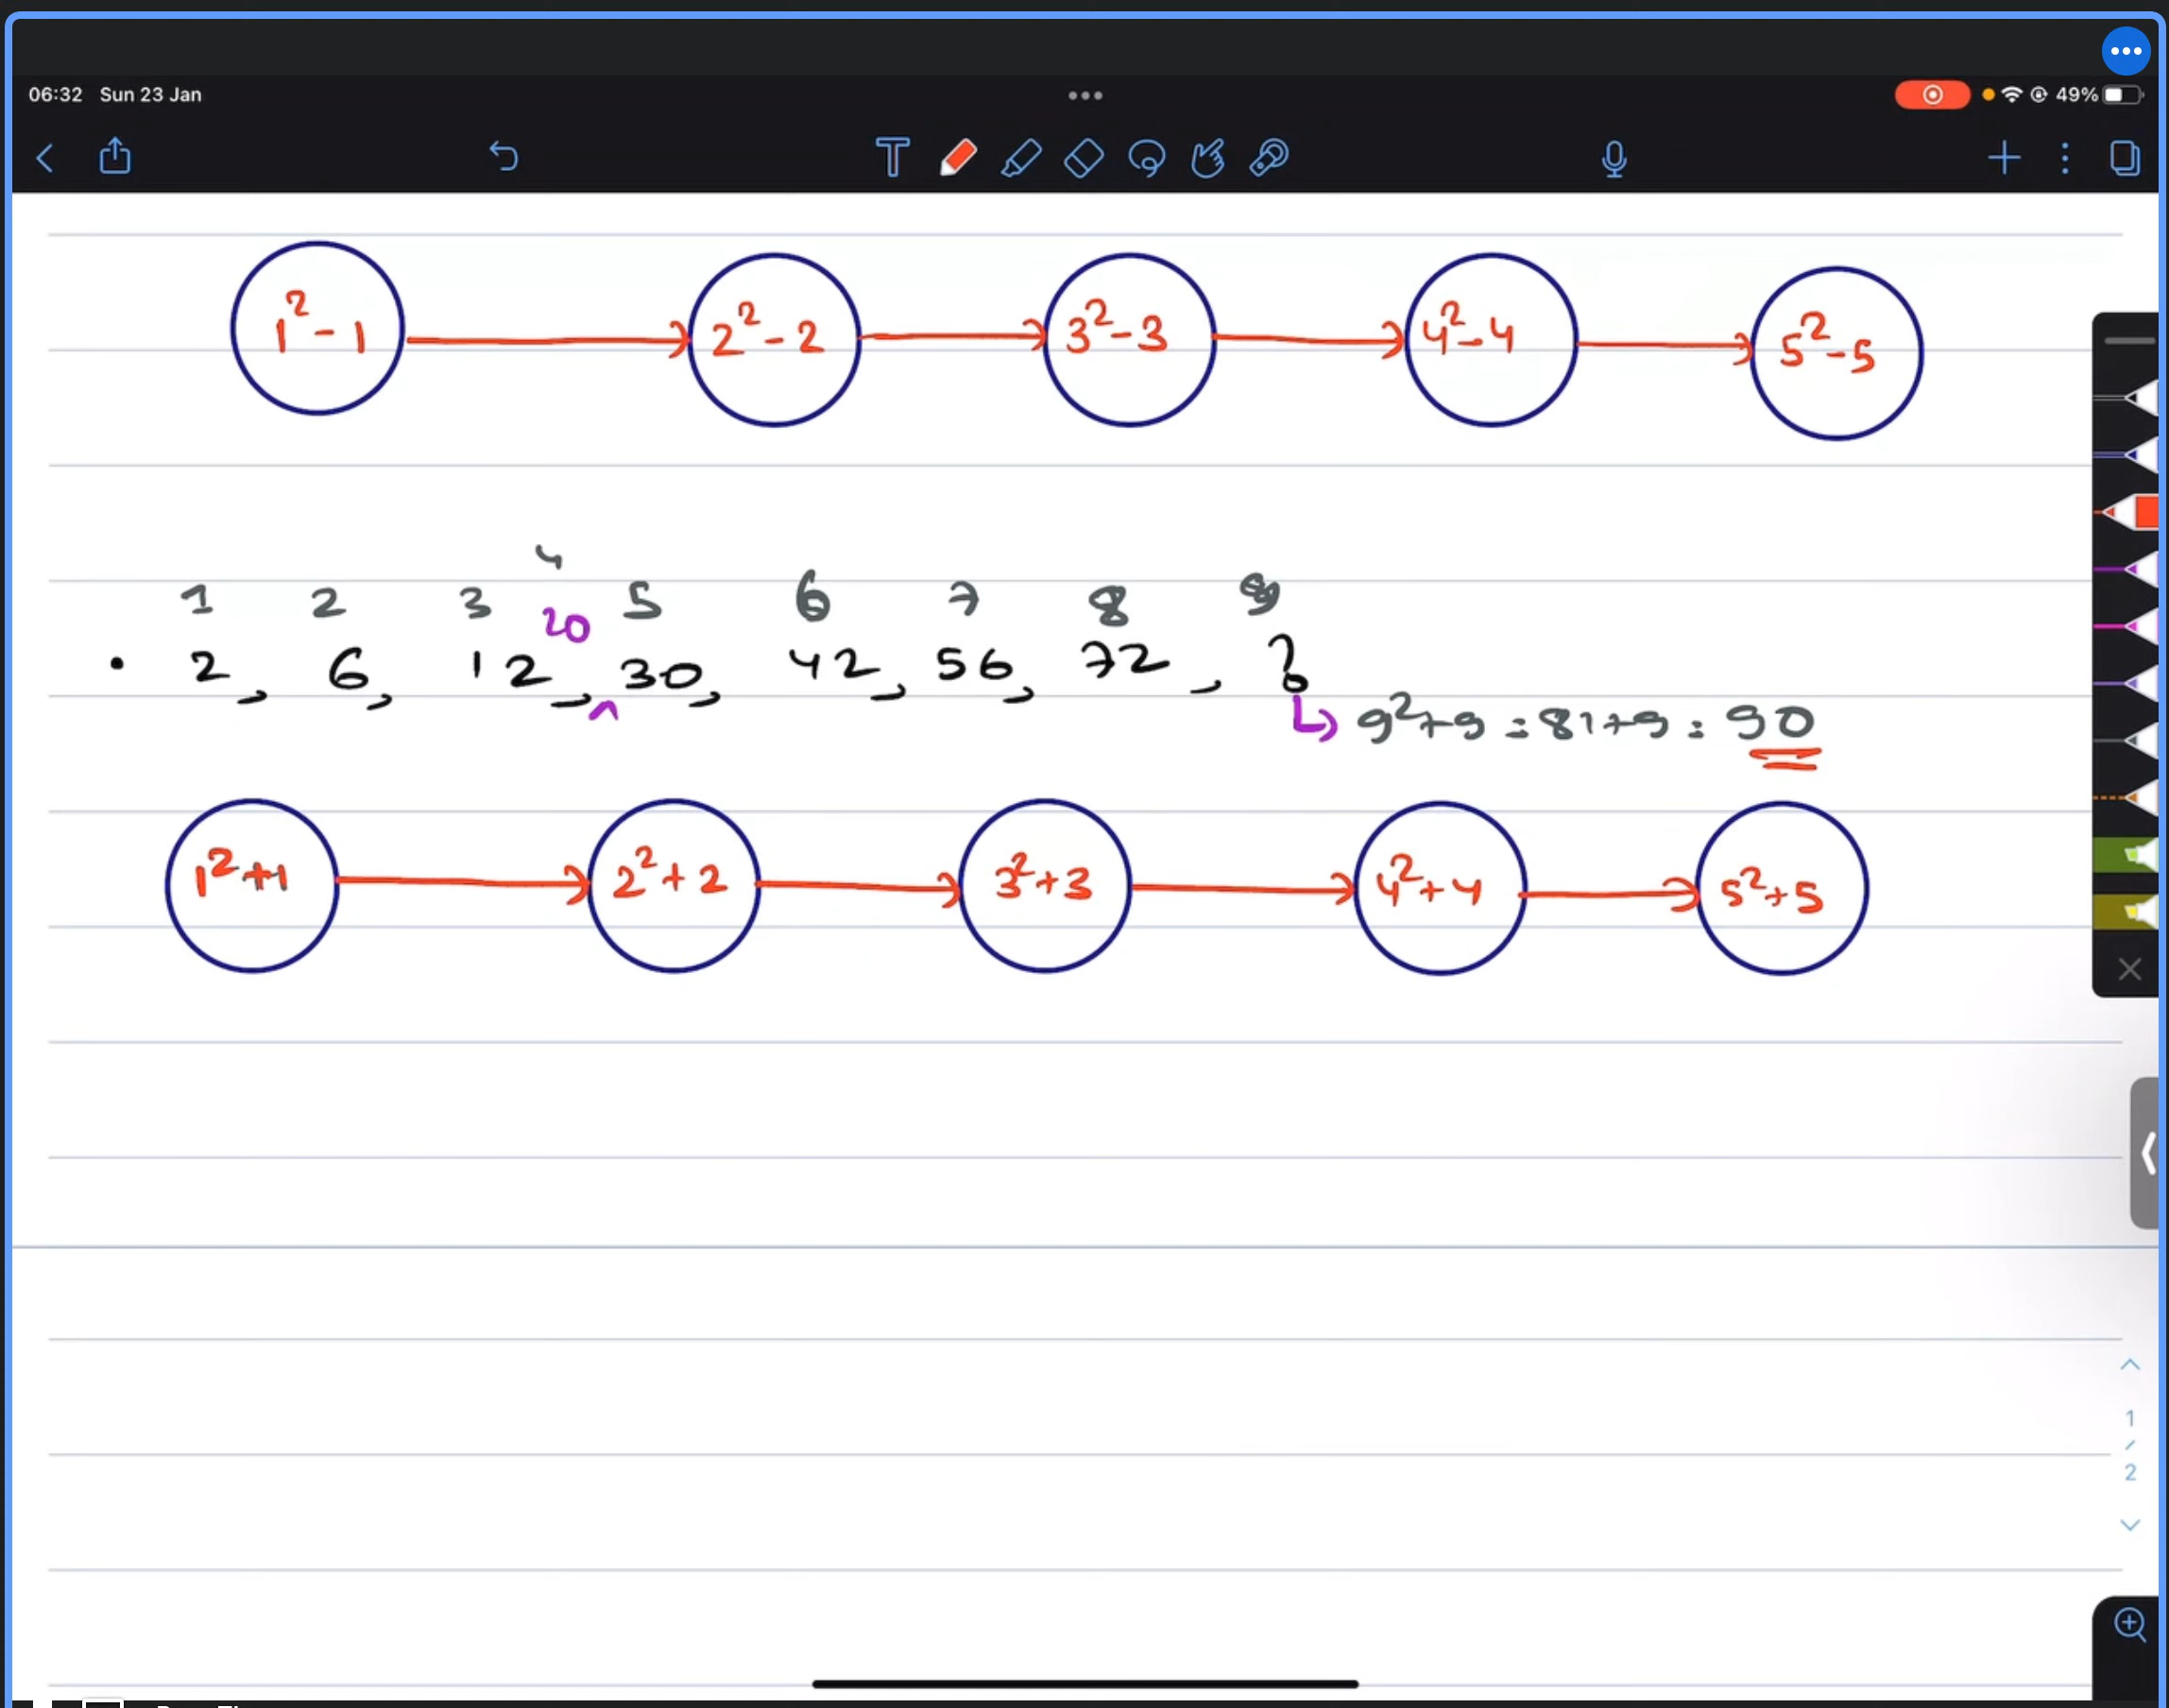 06:32 Sun 23 Jan 49%
T
1² - 1 → 2² - 2 → 3² - 3 → 4² - 4 → 5² - 5
4
1 2 3 5 6 7 8 9
20
• 2, 6, 12, 30, 42, 56, 72, ?
^ ↳ 9² + 9 = 81 + 9 = 90
1² + 1 → 2² + 2 → 3² + 3 → 4² + 4 → 5² + 5
1
/
2